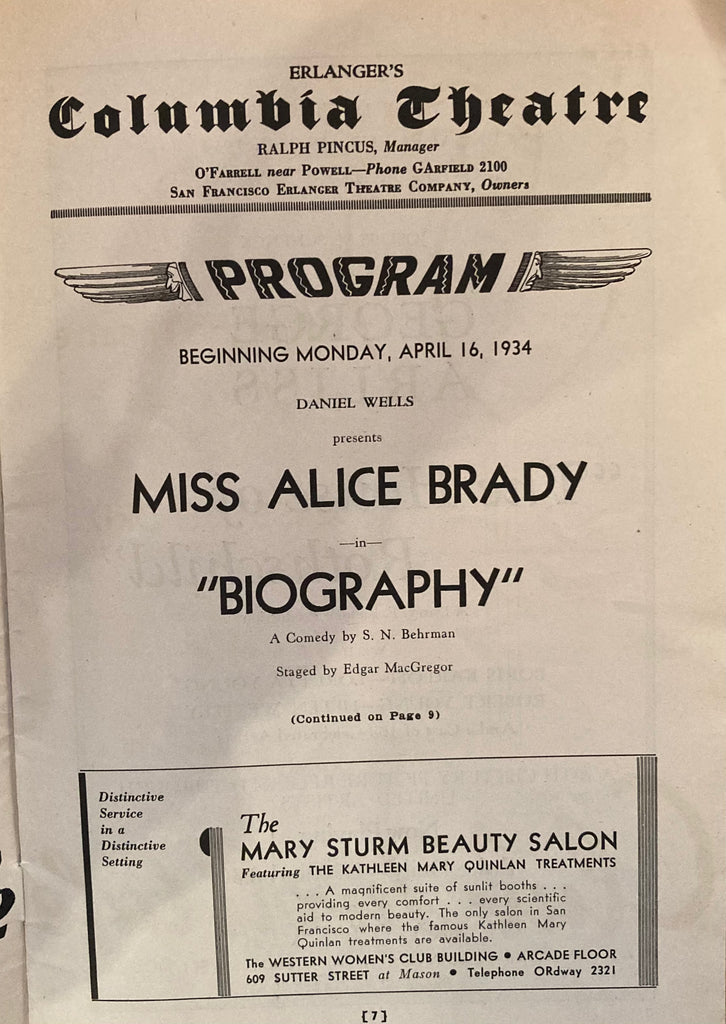 ERLANGER'S
Columbia Theatre
RALPH PINCUS, Manager
O'FARRELL near POWELL—Phone GARFIELD 2100
SAN FRANCISCO ERLANGER THEATRE COMPANY, Owners
PROGRAM
BEGINNING MONDAY, APRIL 16, 1934
DANIEL WELLS
presents
MISS ALICE BRADY
—in—
"BIOGRAPHY"
A Comedy by S. N. Behrman
Staged by Edgar MacGregor
(Continued on Page 9)
Distinctive
Service
in a
Distinctive
Setting
The
MARY STURM BEAUTY SALON
Featuring THE KATHLEEN MARY QUINLAN TREATMENTS
. . . A magnificent suite of sunlit booths . . .
providing every comfort . . . every scientific
aid to modern beauty. The only salon in San
Francisco where the famous Kathleen Mary
Quinlan treatments are available.
The WESTERN WOMEN'S CLUB BUILDING • ARCADE FLOOR
609 SUTTER STREET at Mason • Telephone ORdway 2321
[7]